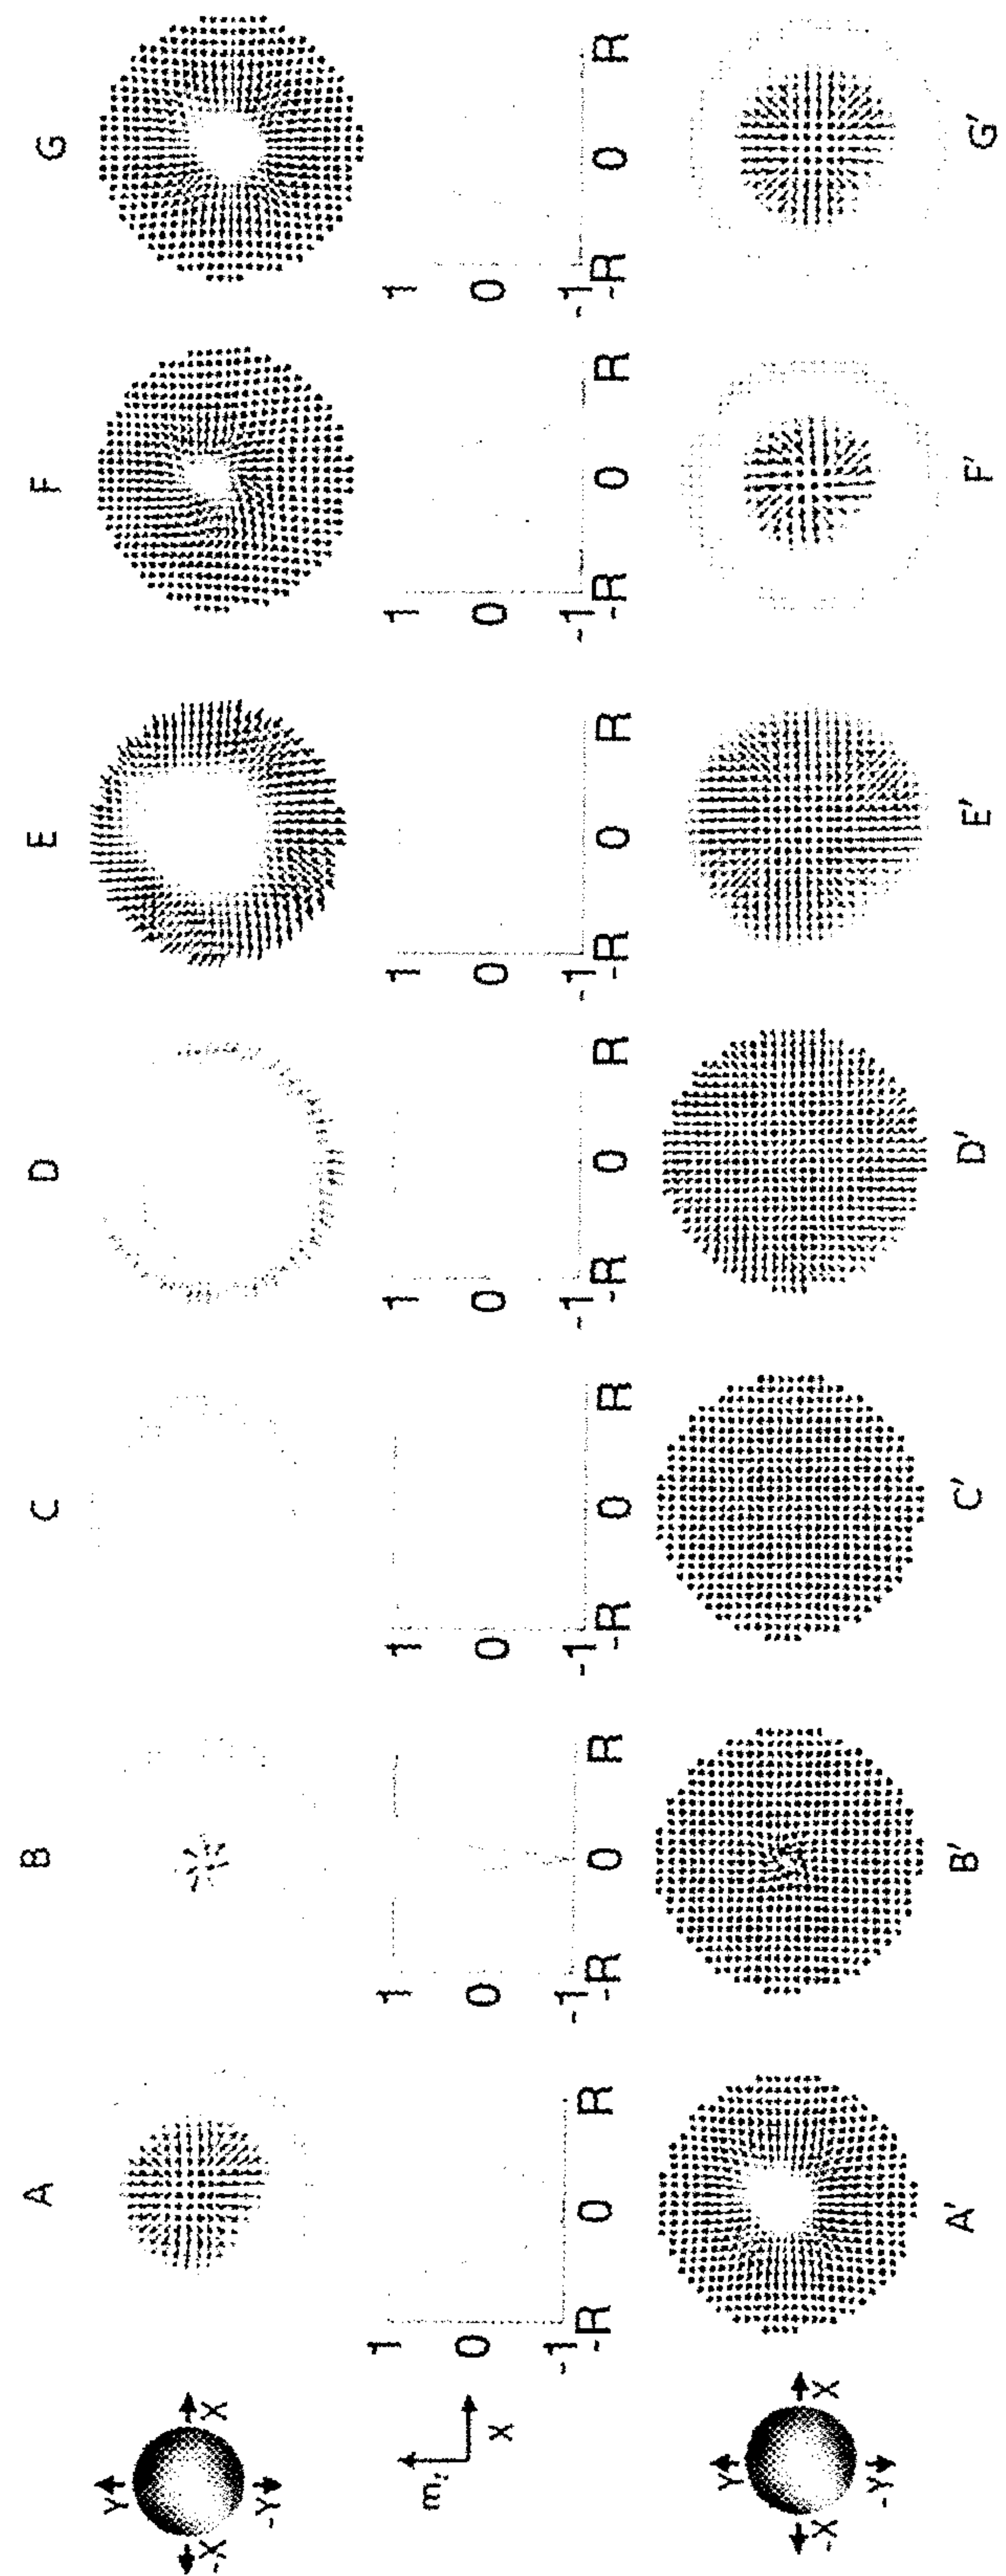 A B C D E F G
Y
-X X
-Y
m
X
1 1 1 1 1 1 1
0 0 0 0 0 0 0
-1 -1 -1 -1 -1 -1 -1
-R 0 R -R 0 R -R 0 R -R 0 R -R 0 R -R 0 R -R 0 R
Y
-X X
-Y
A' B' C' D' E' F' G'